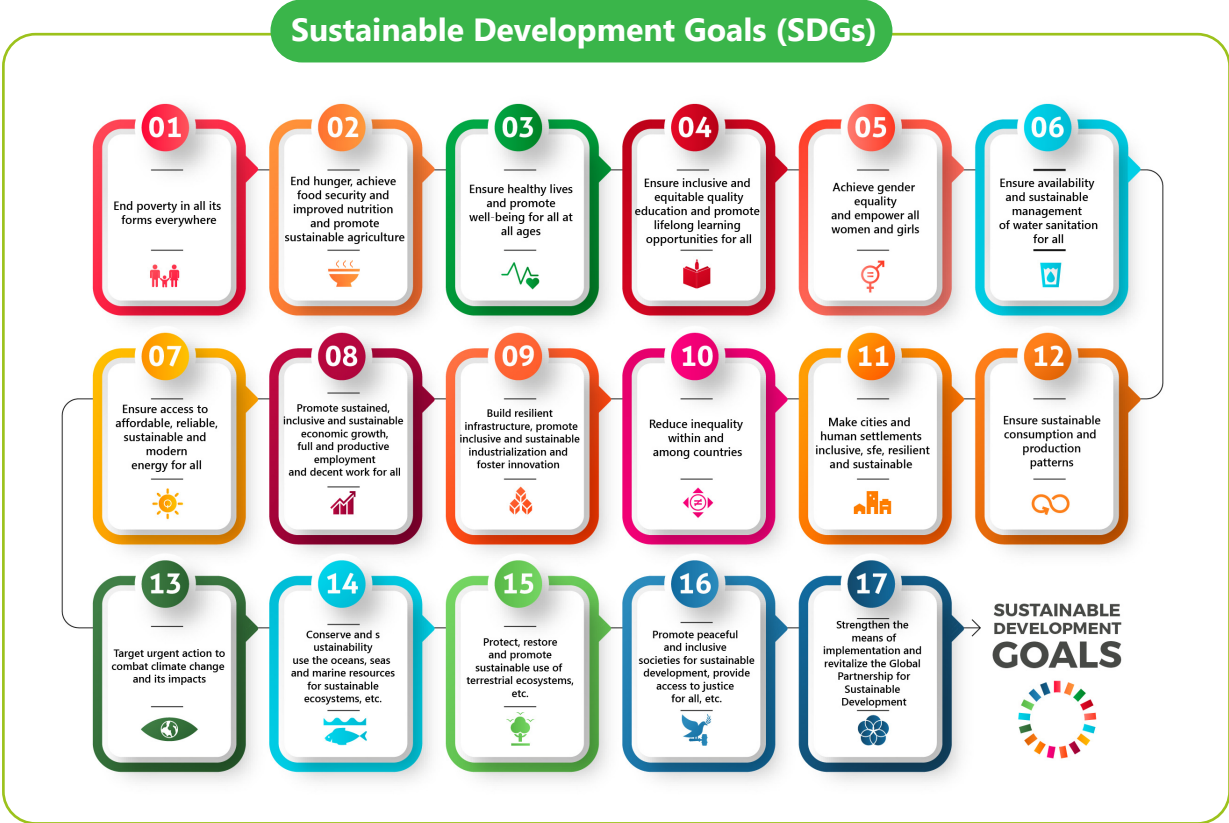 Sustainable Development Goals (SDGs)
01
End poverty in all its
forms everywhere
02
End hunger, achieve
food security and
improved nutrition
and promote
sustainable agriculture
03
Ensure healthy lives
and promote
well-being for all at
all ages
04
Ensure inclusive and
equitable quality
education and promote
lifelong learning
opportunities for all
05
Achieve gender
equality
and empower all
women and girls
06
Ensure availability
and sustainable
management
of water sanitation
for all
07
Ensure access to
affordable, reliable,
sustainable and
modern
energy for all
08
Promote sustained,
inclusive and sustainable
economic growth,
full and productive
employment
and decent work for all
09
Build resilient
infrastructure, promote
inclusive and sustainable
industrialization and
foster innovation
10
Reduce inequality
within and
among countries
11
Make cities and
human settlements
inclusive, sfe, resilient
and sustainable
12
Ensure sustainable
consumption and
production
patterns
13
Target urgent action to
combat climate change
and its impacts
14
Conserve and s
ustainability
use the oceans, seas
and marine resources
for sustainable
ecosystems, etc.
15
Protect, restore
and promote
sustainable use of
terrestrial ecosystems,
etc.
16
Promote peaceful
and inclusive
societies for sustainable
development, provide
access to justice
for all, etc.
17
Strengthen the
means of
implementation and
revitalize the Global
Partnership for
Sustainable
Development
SUSTAINABLE
DEVELOPMENT
GOALS